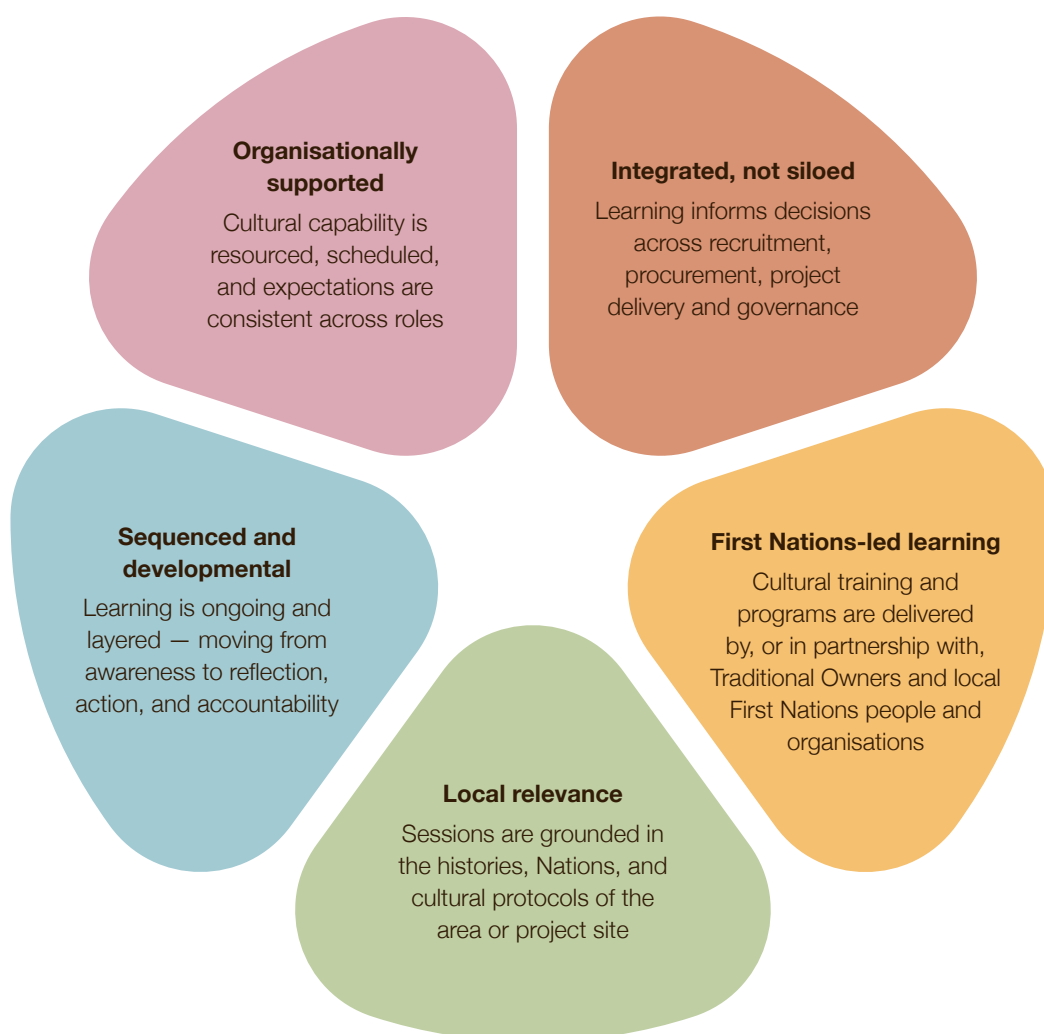 Organisationally
supported
Cultural capability is
resourced, scheduled,
and expectations are
consistent across roles
Integrated, not siloed
Learning informs decisions
across recruitment,
procurement, project
delivery and governance
Sequenced and
developmental
Learning is ongoing and
layered — moving from
awareness to reflection,
action, and accountability
First Nations-led learning
Cultural training and
programs are delivered
by, or in partnership with,
Traditional Owners and local
First Nations people and
organisations
Local relevance
Sessions are grounded in
the histories, Nations, and
cultural protocols of the
area or project site